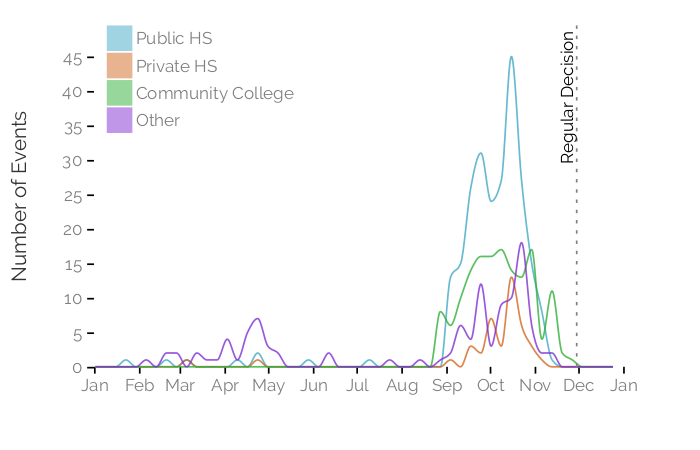 Public HS
Private HS
Community College
Other
Regular Decision
Number of Events
45
40
35
30
25
20
15
10
5
0
Jan Feb Mar Apr May Jun Jul Aug Sep Oct Nov Dec Jan